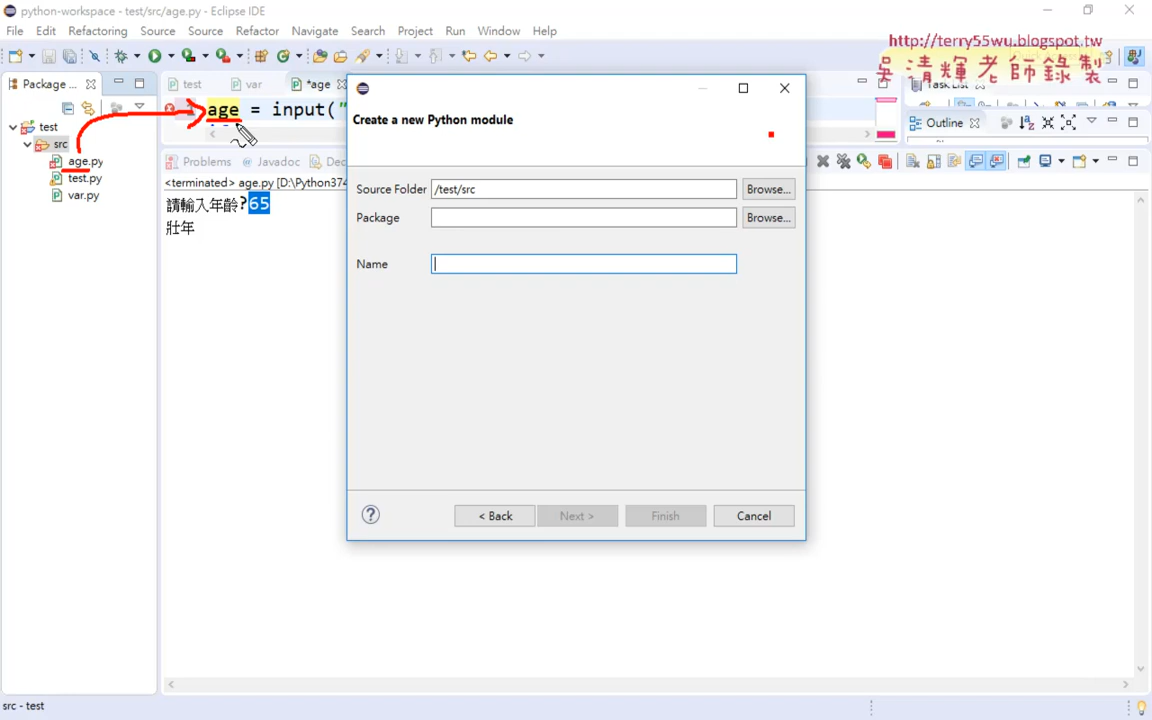 python-workspace - test/src/age.py - Eclipse IDE
File Edit Refactoring Source Source Refactor Navigate Search Project Run Window Help
http://terry55wu.blogspot.tw
吳清輝老師錄製
Package ...
test
src
age.py
test.py
var.py
test var *age
age = input("
Outline
Problems Javadoc
<terminated> age.py [D:\Python374
請輸入年齡?65
壯年
Create a new Python module
Source Folder /test/src Browse...
Package Browse...
Name
< Back Next > Finish Cancel
src - test